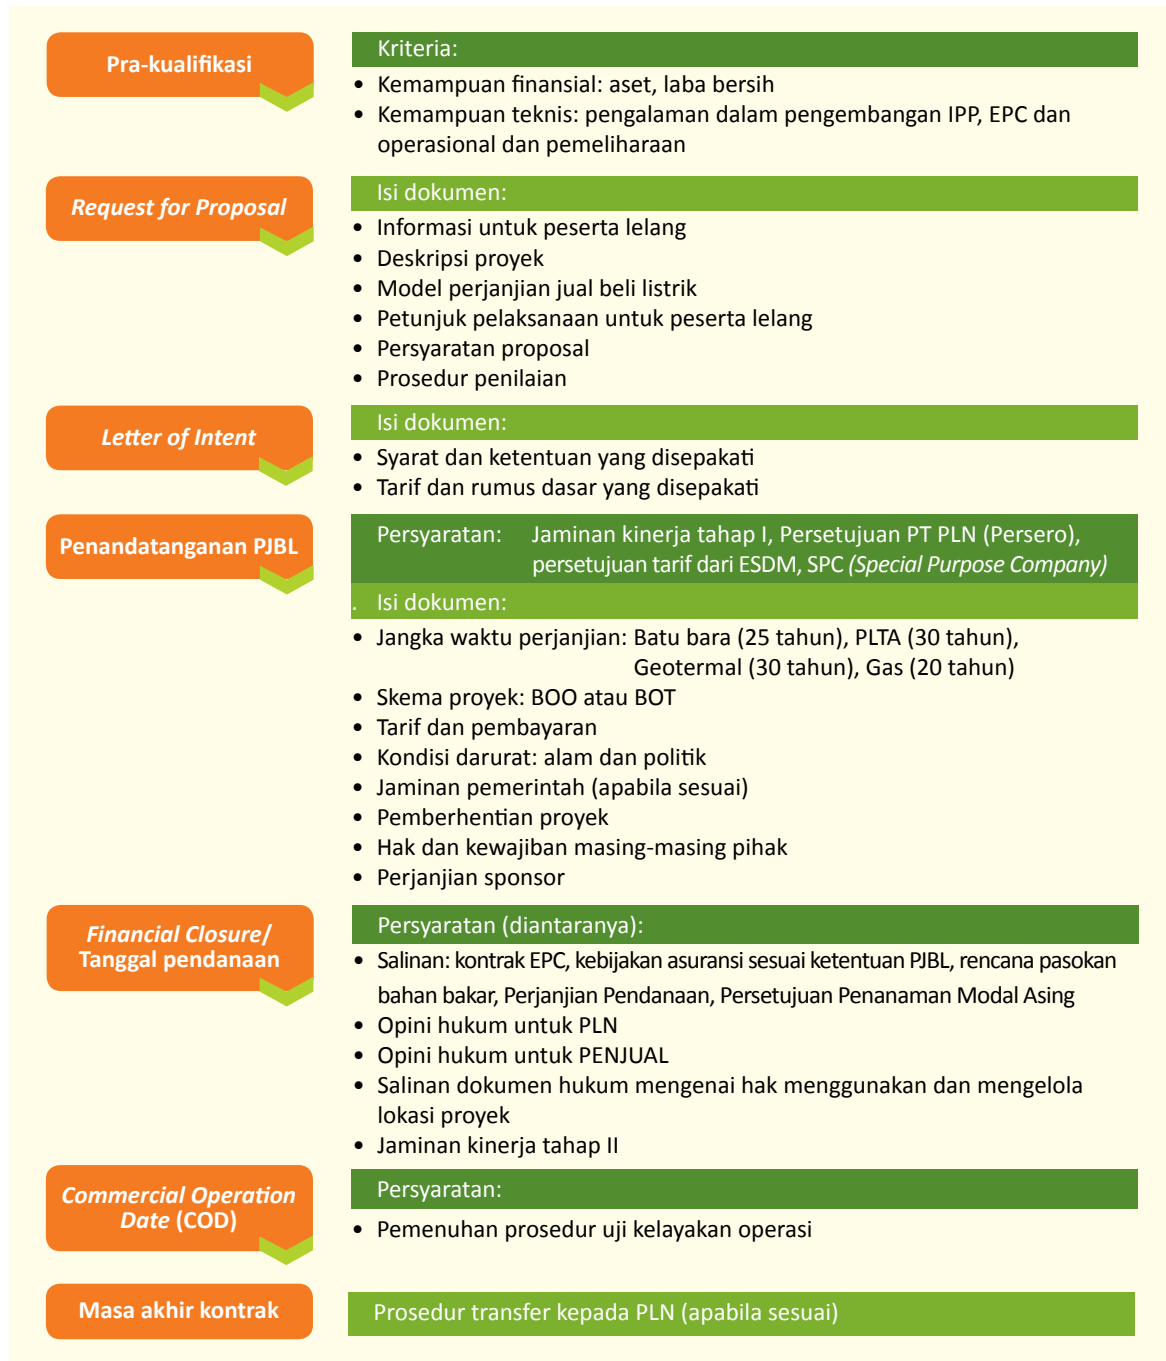 Pra-kualifikasi
Kriteria:
• Kemampuan finansial: aset, laba bersih
• Kemampuan teknis: pengalaman dalam pengembangan IPP, EPC dan
operasional dan pemeliharaan
Request for Proposal
Isi dokumen:
• Informasi untuk peserta lelang
• Deskripsi proyek
• Model perjanjian jual beli listrik
• Petunjuk pelaksanaan untuk peserta lelang
• Persyaratan proposal
• Prosedur penilaian
Letter of Intent
Isi dokumen:
• Syarat dan ketentuan yang disepakati
• Tarif dan rumus dasar yang disepakati
Penandatanganan PJBL
Persyaratan: Jaminan kinerja tahap I, Persetujuan PT PLN (Persero),
persetujuan tarif dari ESDM, SPC (Special Purpose Company)
. Isi dokumen:
• Jangka waktu perjanjian: Batu bara (25 tahun), PLTA (30 tahun),
Geotermal (30 tahun), Gas (20 tahun)
• Skema proyek: BOO atau BOT
• Tarif dan pembayaran
• Kondisi darurat: alam dan politik
• Jaminan pemerintah (apabila sesuai)
• Pemberhentian proyek
• Hak dan kewajiban masing-masing pihak
• Perjanjian sponsor
Financial Closure/
Tanggal pendanaan
Persyaratan (diantaranya):
• Salinan: kontrak EPC, kebijakan asuransi sesuai ketentuan PJBL, rencana pasokan
bahan bakar, Perjanjian Pendanaan, Persetujuan Penanaman Modal Asing
• Opini hukum untuk PLN
• Opini hukum untuk PENJUAL
• Salinan dokumen hukum mengenai hak menggunakan dan mengelola
lokasi proyek
• Jaminan kinerja tahap II
Commercial Operation
Date (COD)
Persyaratan:
• Pemenuhan prosedur uji kelayakan operasi
Masa akhir kontrak
Prosedur transfer kepada PLN (apabila sesuai)